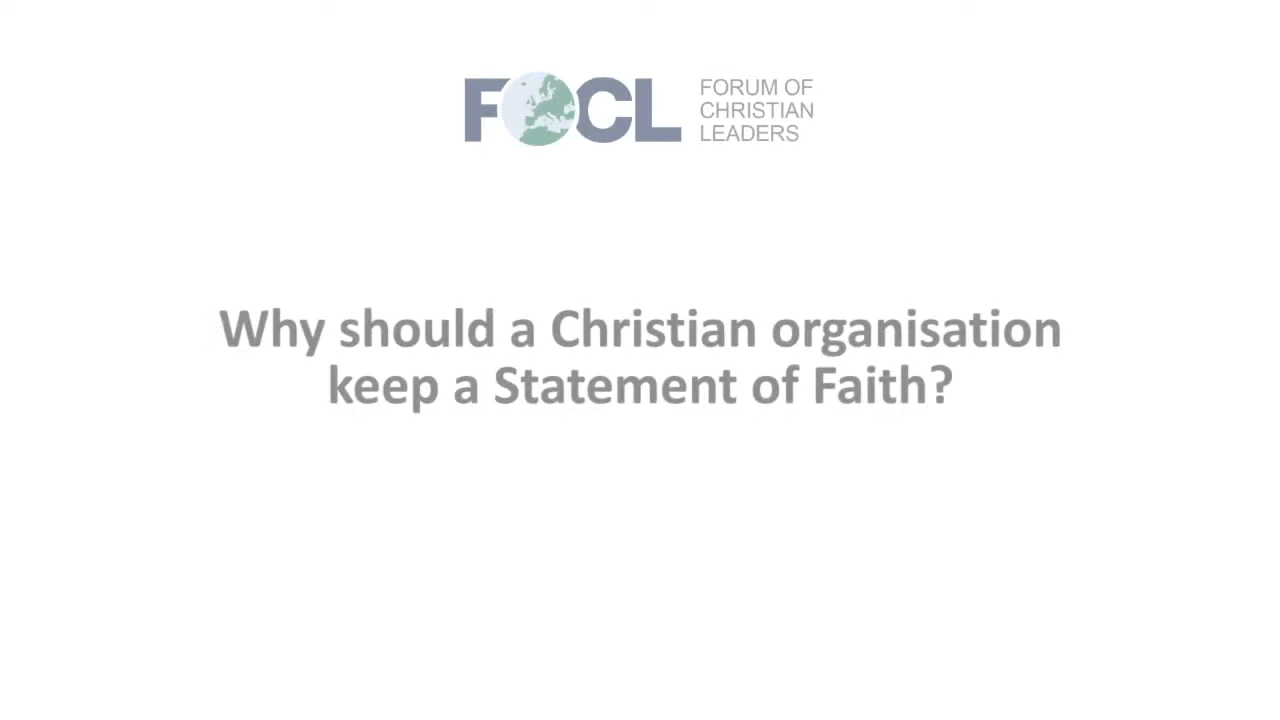 FOCL
FORUM OF
CHRISTIAN
LEADERS
Why should a Christian organisation
keep a Statement of Faith?